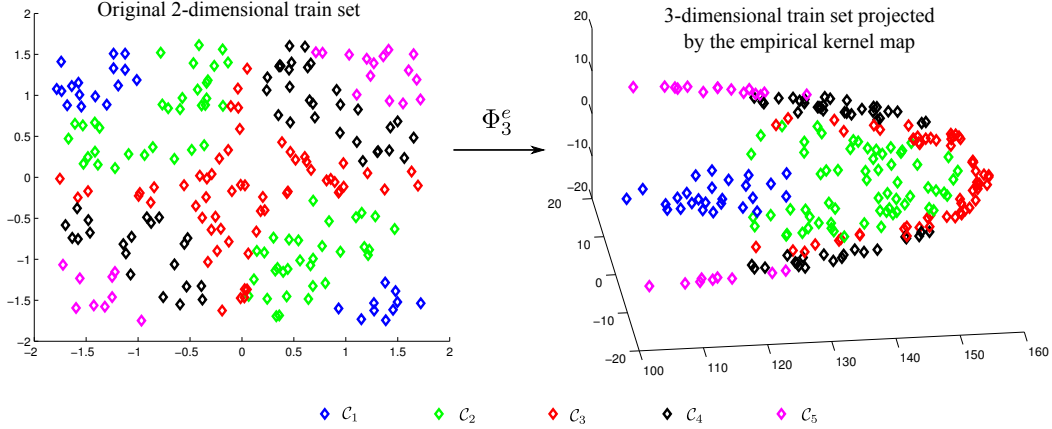 Original 2-dimensional train set
3-dimensional train set projected
by the empirical kernel map
2
1.5
1
0.5
0
−0.5
−1
−1.5
−2
−2 −1.5 −1 −0.5 0 0.5 1 1.5 2
Φ₃ᵉ
20
10
0
−10
−20
20
10
0
−10
−20
100 110 120 130 140 150 160
𝒞₁ 𝒞₂ 𝒞₃ 𝒞₄ 𝒞₅